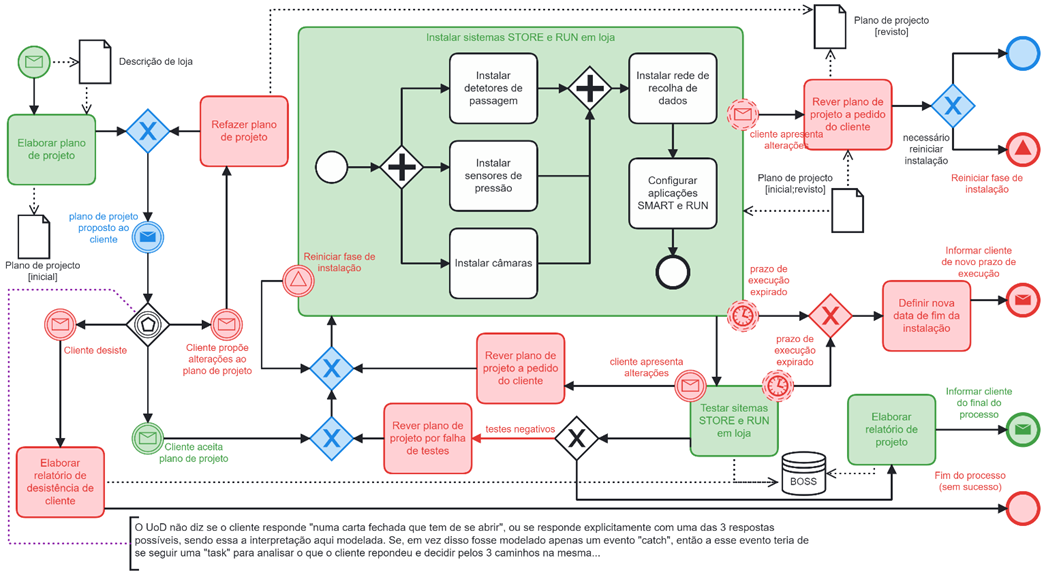 Instalar sistemas STORE e RUN em loja
Plano de projecto
[revisto]
Descrição de loja
Instalar
detetores de
passagem
Instalar rede de
recolha de
dados
Rever plano de
projeto a pedido
do cliente
Refazer plano
de projeto
cliente apresenta
alterações
Elaborar plano
de projeto
necessário
reiniciar
instalação
Instalar
sensores de
pressão
Configurar
aplicações
SMART e RUN
Plano de projecto
[inicial;revisto]
Reiniciar fase de
instalação
plano de projeto
proposto ao
cliente
Plano de projecto
[inicial]
Instalar câmaras
Reiniciar fase de
instalação
Informar cliente
de novo prazo de
execução
prazo de
execução
expirado
Definir nova
data de fim da
instalação
Cliente desiste
Cliente propõe
alterações ao
plano de projeto
prazo de
execução
expirado
Rever plano de
projeto a pedido
do cliente
cliente apresenta
alterações
Informar cliente
do final do
processo
Rever plano de
projeto por falha
de testes
testes negativos
Testar sitemas
STORE e RUN
em loja
Elaborar
relatório de
projeto
Cliente aceita
plano de projeto
Elaborar
relatório de
desistência de
cliente
BOSS
Fim do processo
(sem sucesso)
O UoD não diz se o cliente responde "numa carta fechada que tem de se abrir", ou se responde explicitamente com uma das 3 respostas
possíveis, sendo essa a interpretação aqui modelada. Se, em vez disso fosse modelado apenas um evento "catch", então a esse evento teria de
se seguir uma "task" para analisar o que o cliente repondeu e decidir pelos 3 caminhos na mesma...